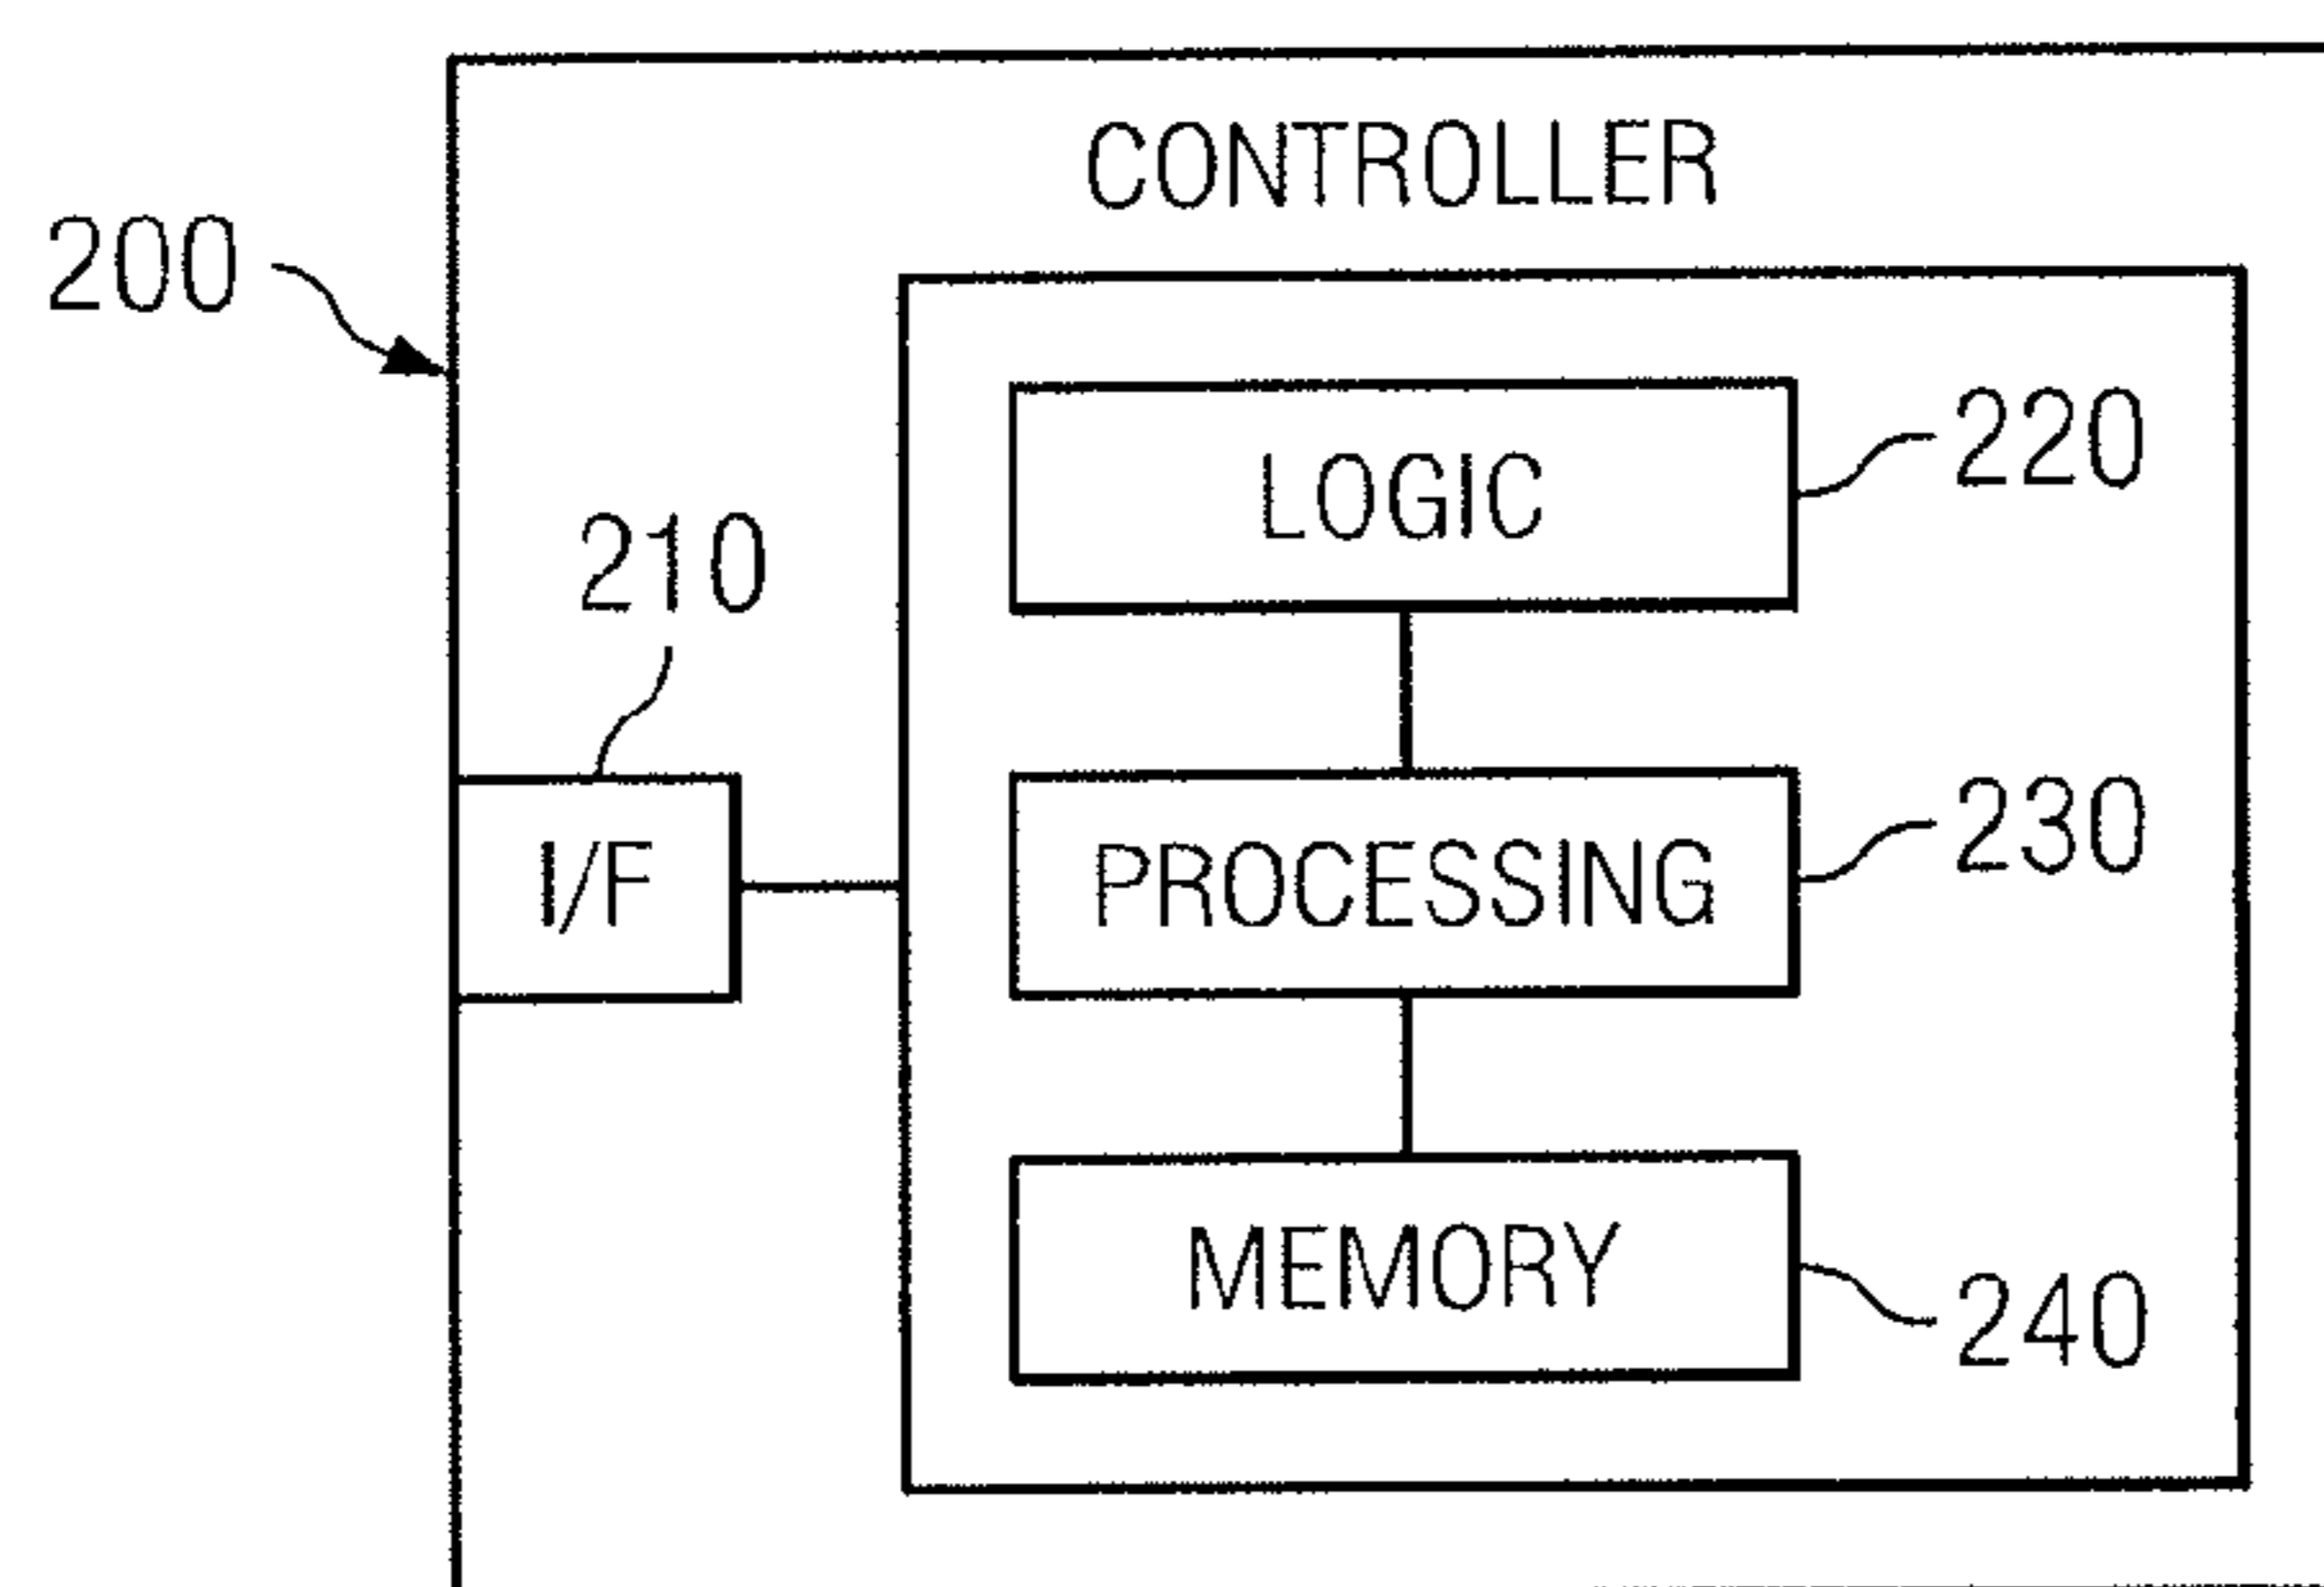 CONTROLLER
200
220
LOGIC
210
230
I/F
PROCESSING
MEMORY
240